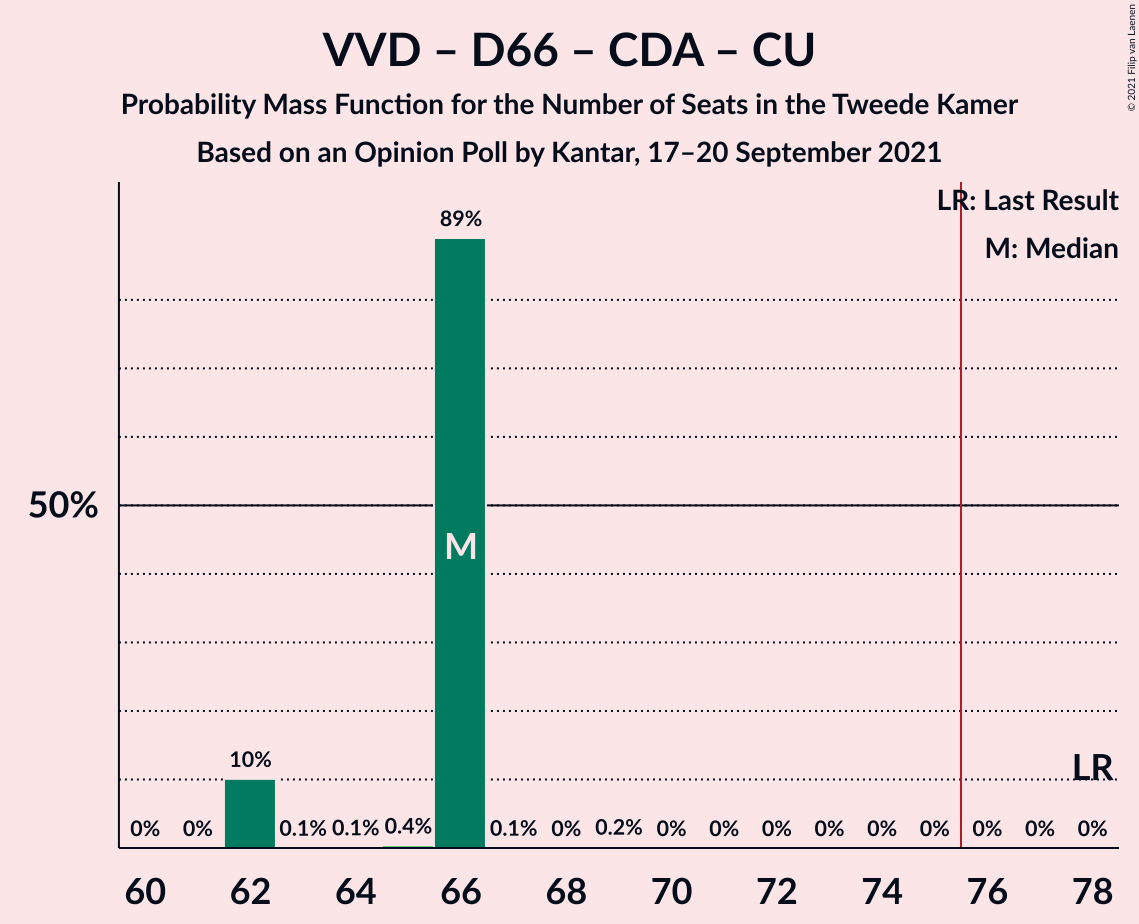 VVD – D66 – CDA – CU
Probability Mass Function for the Number of Seats in the Tweede Kamer
Based on an Opinion Poll by Kantar, 17–20 September 2021
© 2021 Filip van Laenen
LR: Last Result
M: Median
89%
50%
M
10%
LR
0% 0% 0.1% 0.1% 0.4% 0.1% 0% 0.2% 0% 0% 0% 0% 0% 0% 0% 0% 0%
60 62 64 66 68 70 72 74 76 78